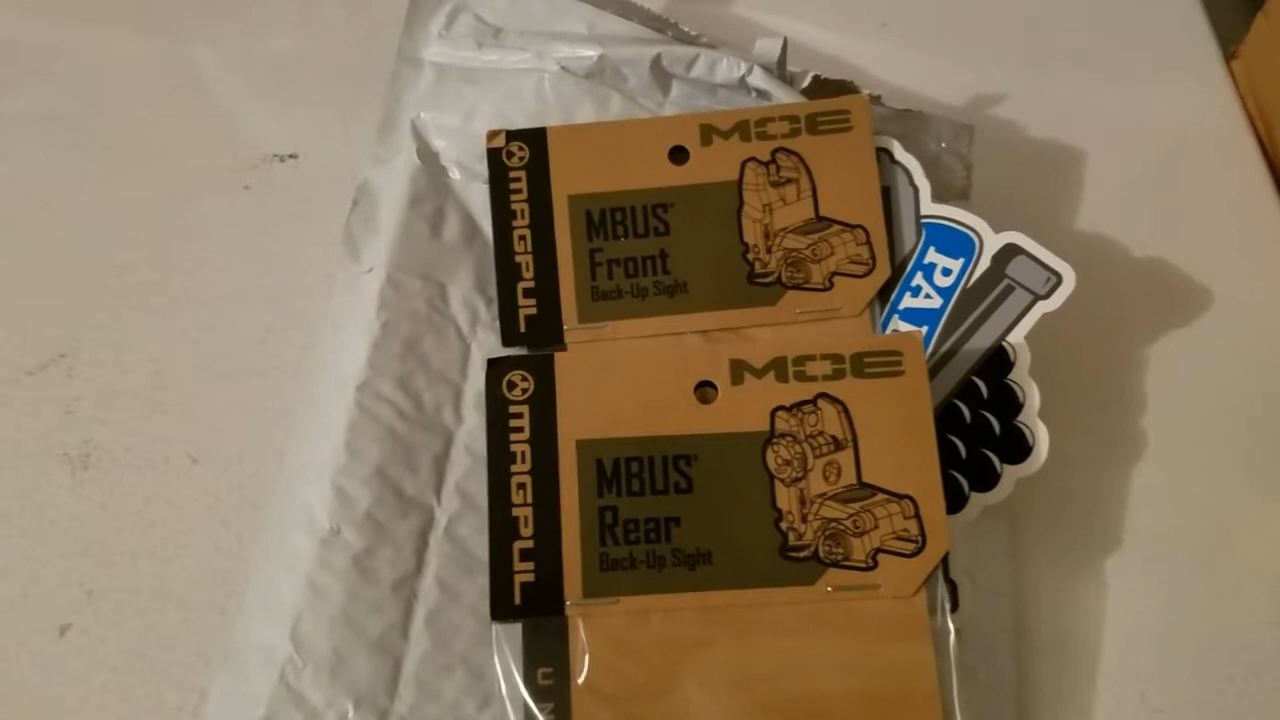 MAGPUL
MOE
MBUS®
Front
Back-Up Sight
PA
MAGPUL
MOE
MBUS®
Rear
Back-Up Sight
U N